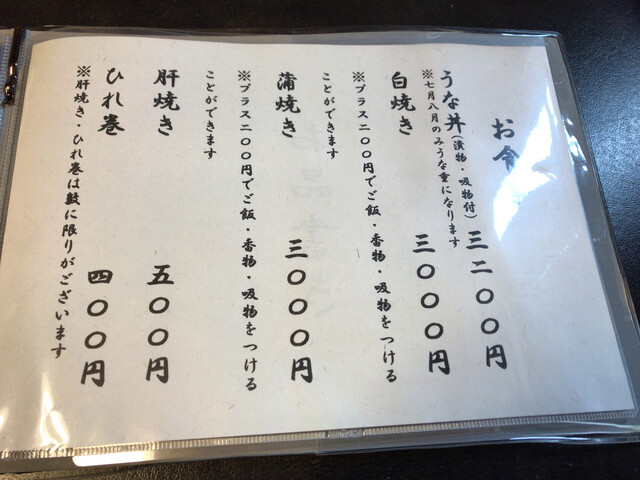 お食
うな丼(漬物・吸物付) 三二〇〇円
※七月八月のみうな重になります
白焼き 三〇〇〇円
※プラス二〇〇円でご飯・香物・吸物をつける
ことができます
蒲焼き 三〇〇〇円
※プラス二〇〇円でご飯・香物・吸物をつける
ことができます
肝焼き 五〇〇円
ひれ巻 四〇〇円
※肝焼き・ひれ巻は数に限りがございます